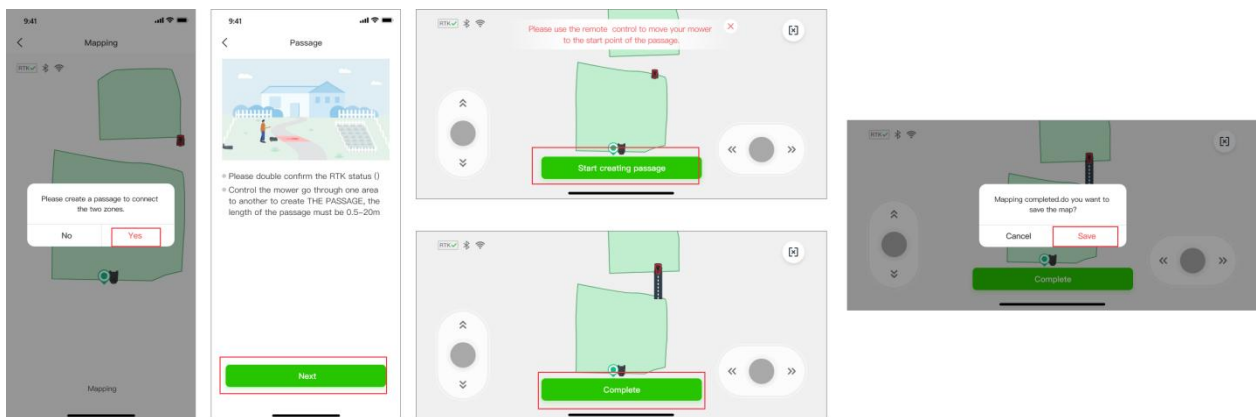 9:41
Mapping
RTK
Please create a passage to connect
the two zones.
No
Yes
Mapping
9:41
Passage
Please double confirm the RTK status ()
Control the mower go through one area
to another to create THE PASSAGE, the
length of the passage must be 0.5-20m
Next
RTK
Please use the remote control to move your mower
to the start point of the passage.
Start creating passage
RTK
Complete
RTK
Mapping completed.do you want to
save the map?
Cancel
Save
Complete